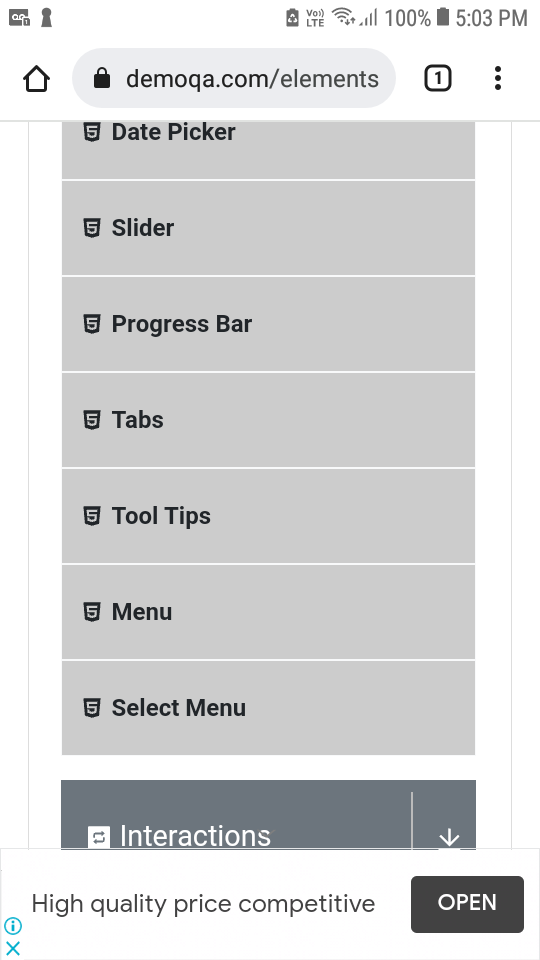 Vo)) LTE 100% 5:03 PM
demoqa.com/elements 1
Date Picker
Slider
Progress Bar
Tabs
Tool Tips
Menu
Select Menu
Interactions
High quality price competitive OPEN